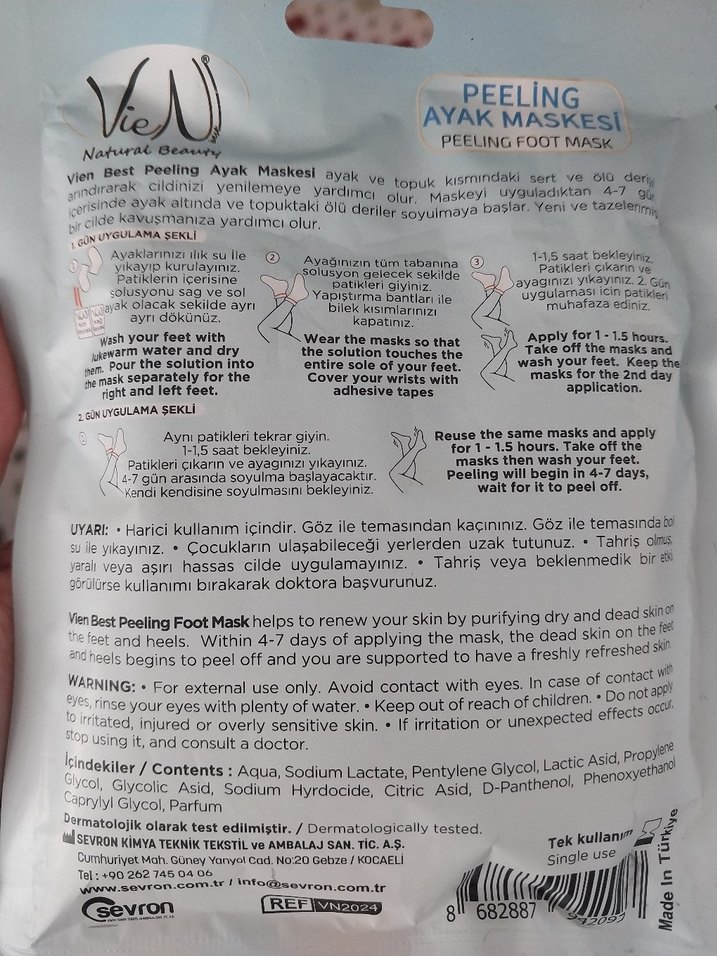 VieN®
Natural Beauty
PEELİNG
AYAK MASKESİ
PEELING FOOT MASK
Vien Best Peeling Ayak Maskesi ayak ve topuk kısmındaki sert ve ölü deriyi
arındırarak cildinizi yenilemeye yardımcı olur. Maskeyi uyguladıktan 4-7 gün
içerisinde ayak altında ve topuktaki ölü deriler soyulmaya başlar. Yeni ve tazelenmiş
bir cilde kavuşmanıza yardımcı olur.
1. GÜN UYGULAMA ŞEKLİ
1
Ayaklarınızı ılık su ile
yıkayıp kurulayınız.
Patiklerin içerisine
solusyonu sag ve sol
ayak olacak sekilde ayrı
ayrı dökünüz.
Wash your feet with
lukewarm water and dry
them. Pour the solution into
the mask separately for the
right and left feet.
2
Ayağınızın tüm tabanına
solusyon gelecek sekilde
patikleri giyiniz.
Yapıştırma bantları ile
bilek kısımlarınızı
kapatınız.
Wear the masks so that
the solution touches the
entire sole of your feet.
Cover your wrists with
adhesive tapes
3
1-1,5 saat bekleyiniz.
Patikleri çıkarın ve
ayagınızı yıkayınız. 2. Gün
uygulaması icin patikleri
muhafaza ediniz.
Apply for 1 - 1.5 hours.
Take off the masks and
wash your feet. Keep the
masks for the 2nd day
application.
2. GÜN UYGULAMA ŞEKLİ
Aynı patikleri tekrar giyin.
1-1,5 saat bekleyiniz.
Patikleri çıkarın ve ayagınızı yıkayınız.
4-7 gün arasında soyulma başlayacaktır.
Kendi kendisine soyulmasını bekleyiniz.
Reuse the same masks and apply
for 1 - 1.5 hours. Take off the
masks then wash your feet.
Peeling will begin in 4-7 days,
wait for it to peel off.
UYARI: • Harici kullanım içindir. Göz ile temasından kaçınınız. Göz ile temasında bol
su ile yıkayınız. • Çocukların ulaşabileceği yerlerden uzak tutunuz. • Tahriş olmuş,
yaralı veya aşırı hassas cilde uygulamayınız. • Tahriş veya beklenmedik bir etki
görülürse kullanımı bırakarak doktora başvurunuz.
Vien Best Peeling Foot Mask helps to renew your skin by purifying dry and dead skin on
the feet and heels. Within 4-7 days of applying the mask, the dead skin on the feet
and heels begins to peel off and you are supported to have a freshly refreshed skin
WARNING: • For external use only. Avoid contact with eyes. In case of contact with
eyes, rinse your eyes with plenty of water. • Keep out of reach of children. • Do not apply
to irritated, injured or overly sensitive skin. • If irritation or unexpected effects occur,
stop using it, and consult a doctor.
İçindekiler / Contents : Aqua, Sodium Lactate, Pentylene Glycol, Lactic Asid, Propylene
Glycol, Glycolic Asid, Sodium Hyrdocide, Citric Asid, D-Panthenol, Phenoxyethanol
Caprylyl Glycol, Parfum
Dermatolojik olarak test edilmiştir. / Dermatologically tested.
SEVRON KİMYA TEKNİK TEKSTİL ve AMBALAJ SAN. TİC. A.Ş.
Cumhuriyet Mah. Güney Yanyol Cad. No:20 Gebze / KOCAELİ
Tel : +90 262 745 04 06
www.sevron.com.tr / info@sevron.com.tr
sevron
REF VN2024
Tek kullanım
Single use
Made In Türkiye
8 682887